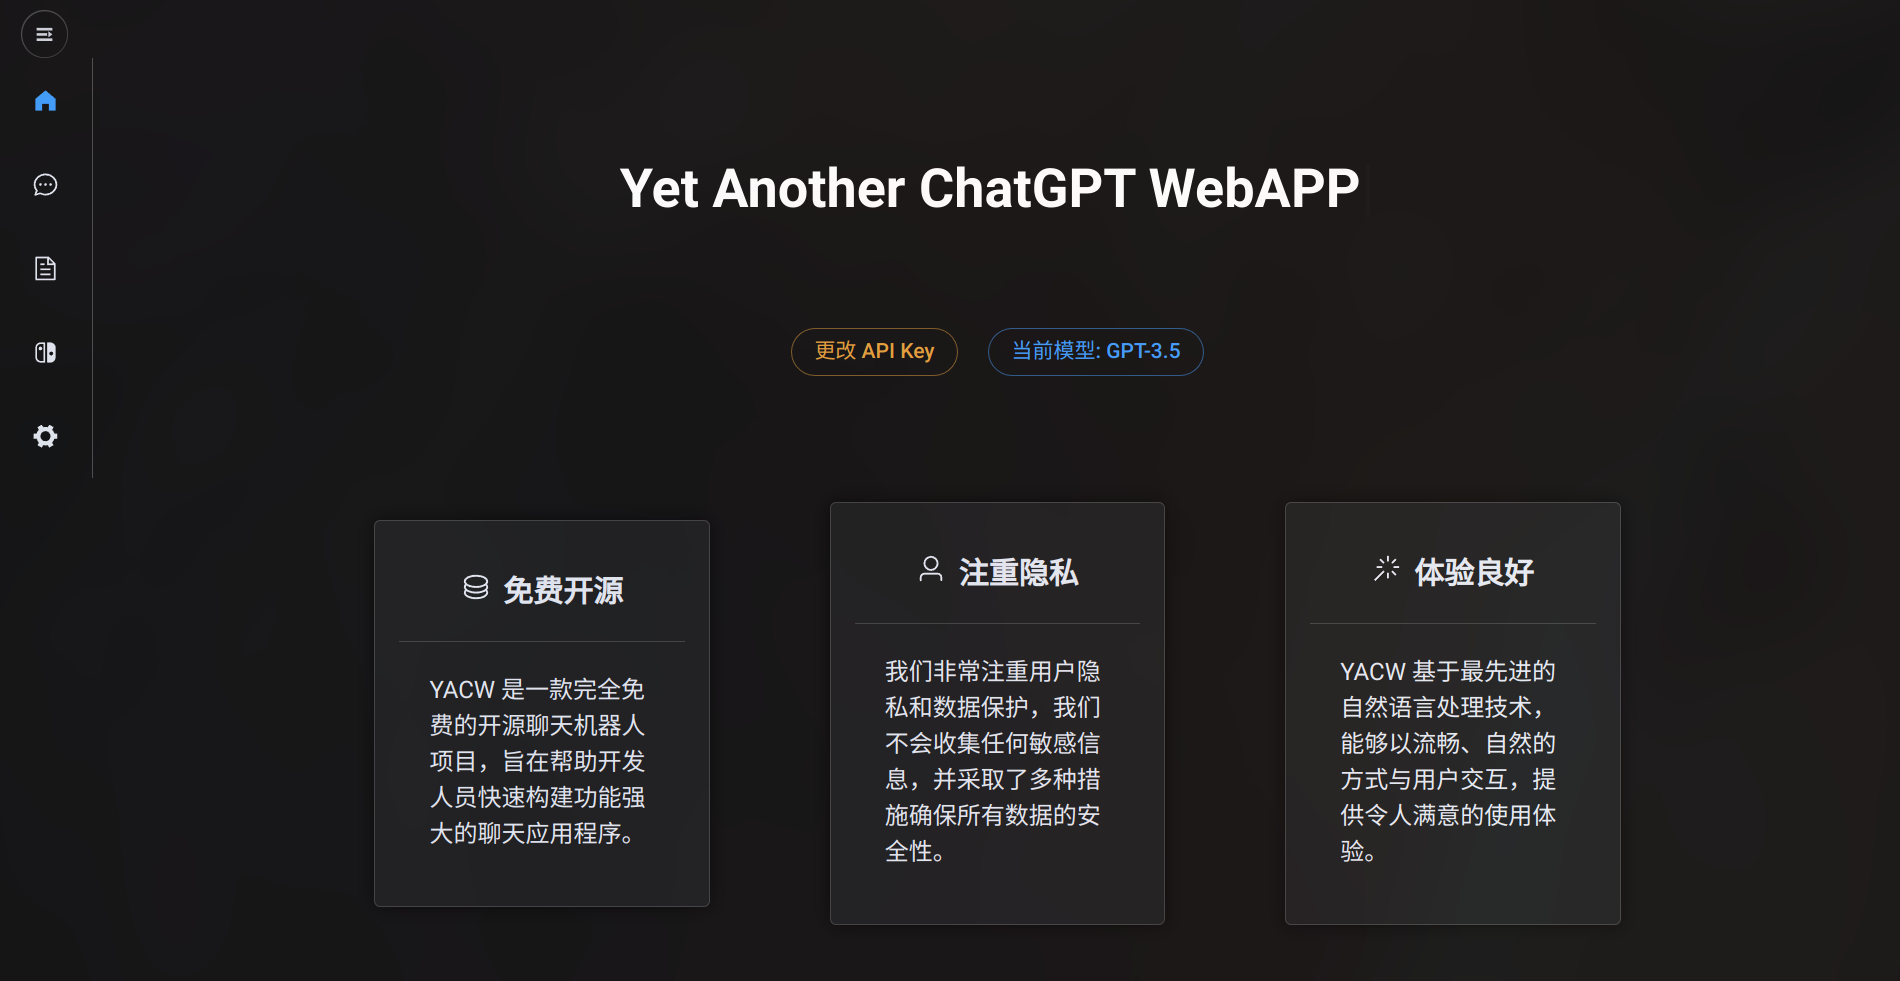 Yet Another ChatGPT WebAPP
更改 API Key
当前模型: GPT-3.5
免费开源
YACW 是一款完全免
费的开源聊天机器人
项目，旨在帮助开发
人员快速构建功能强
大的聊天应用程序。
注重隐私
我们非常注重用户隐
私和数据保护，我们
不会收集任何敏感信
息，并采取了多种措
施确保所有数据的安
全性。
体验良好
YACW 基于最先进的
自然语言处理技术，
能够以流畅、自然的
方式与用户交互，提
供令人满意的使用体
验。